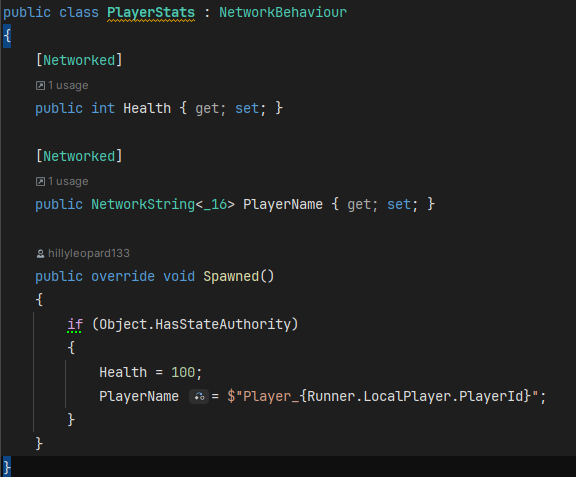 public class PlayerStats : NetworkBehaviour
{
    [Networked]
    1 usage
    public int Health { get; set; }

    [Networked]
    1 usage
    public NetworkString<_16> PlayerName { get; set; }

    hillyleopard133
    public override void Spawned()
    {
        if (Object.HasStateAuthority)
        {
            Health = 100;
            PlayerName = $"Player_{Runner.LocalPlayer.PlayerId}";
        }
    }
}